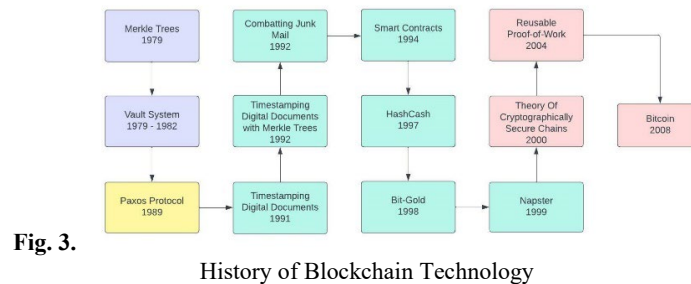 Merkle Trees
1979
Vault System
1979 - 1982
Paxos Protocol
1989
Timestamping
Digital Documents
1991
Timestamping
Digital Documents
with Merkle Trees
1992
Combatting Junk
Mail
1992
Smart Contracts
1994
HashCash
1997
Bit-Gold
1998
Napster
1999
Theory Of
Cryptographically
Secure Chains
2000
Reusable
Proof-of-Work
2004
Bitcoin
2008
Fig. 3.
History of Blockchain Technology